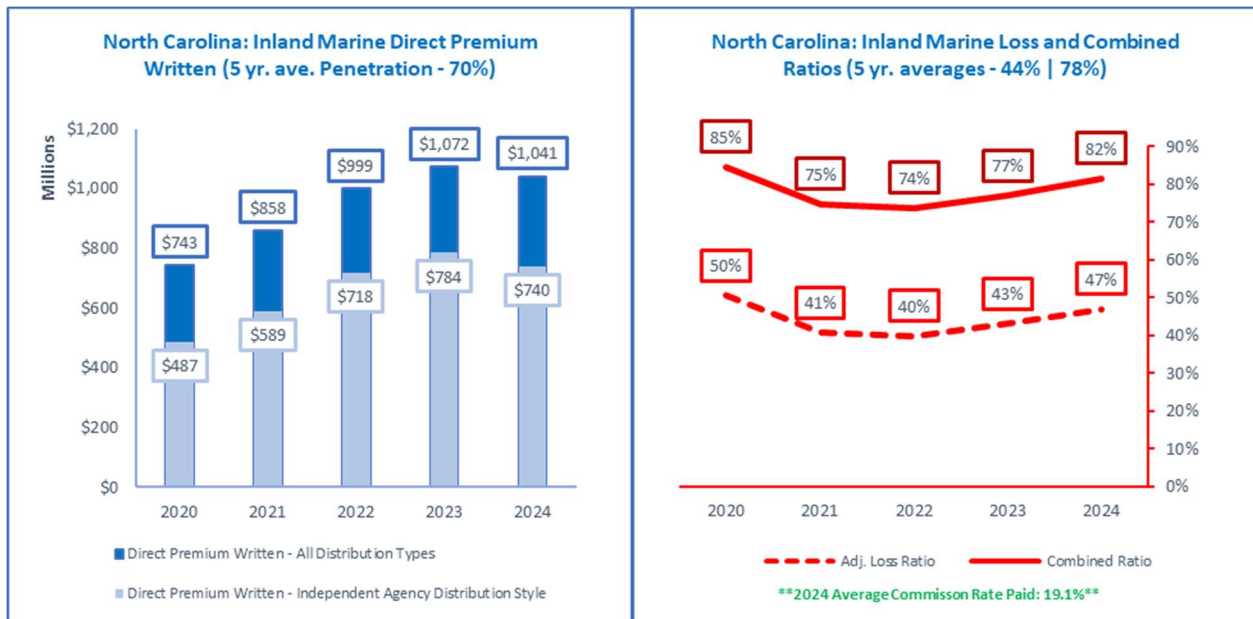 North Carolina: Inland Marine Direct Premium
Written (5 yr. ave. Penetration - 70%)
Millions
$1,200
$1,000
$800
$600
$400
$200
$0
$743
$858
$999
$1,072
$1,041
$487
$589
$718
$784
$740
2020 2021 2022 2023 2024
Direct Premium Written - All Distribution Types
Direct Premium Written - Independent Agency Distribution Style
North Carolina: Inland Marine Loss and Combined
Ratios (5 yr. averages - 44% | 78%)
85% 75% 74% 77% 82%
50% 41% 40% 43% 47%
90%
80%
70%
60%
50%
40%
30%
20%
10%
0%
2020 2021 2022 2023 2024
Adj. Loss Ratio Combined Ratio
**2024 Average Commisson Rate Paid: 19.1%**